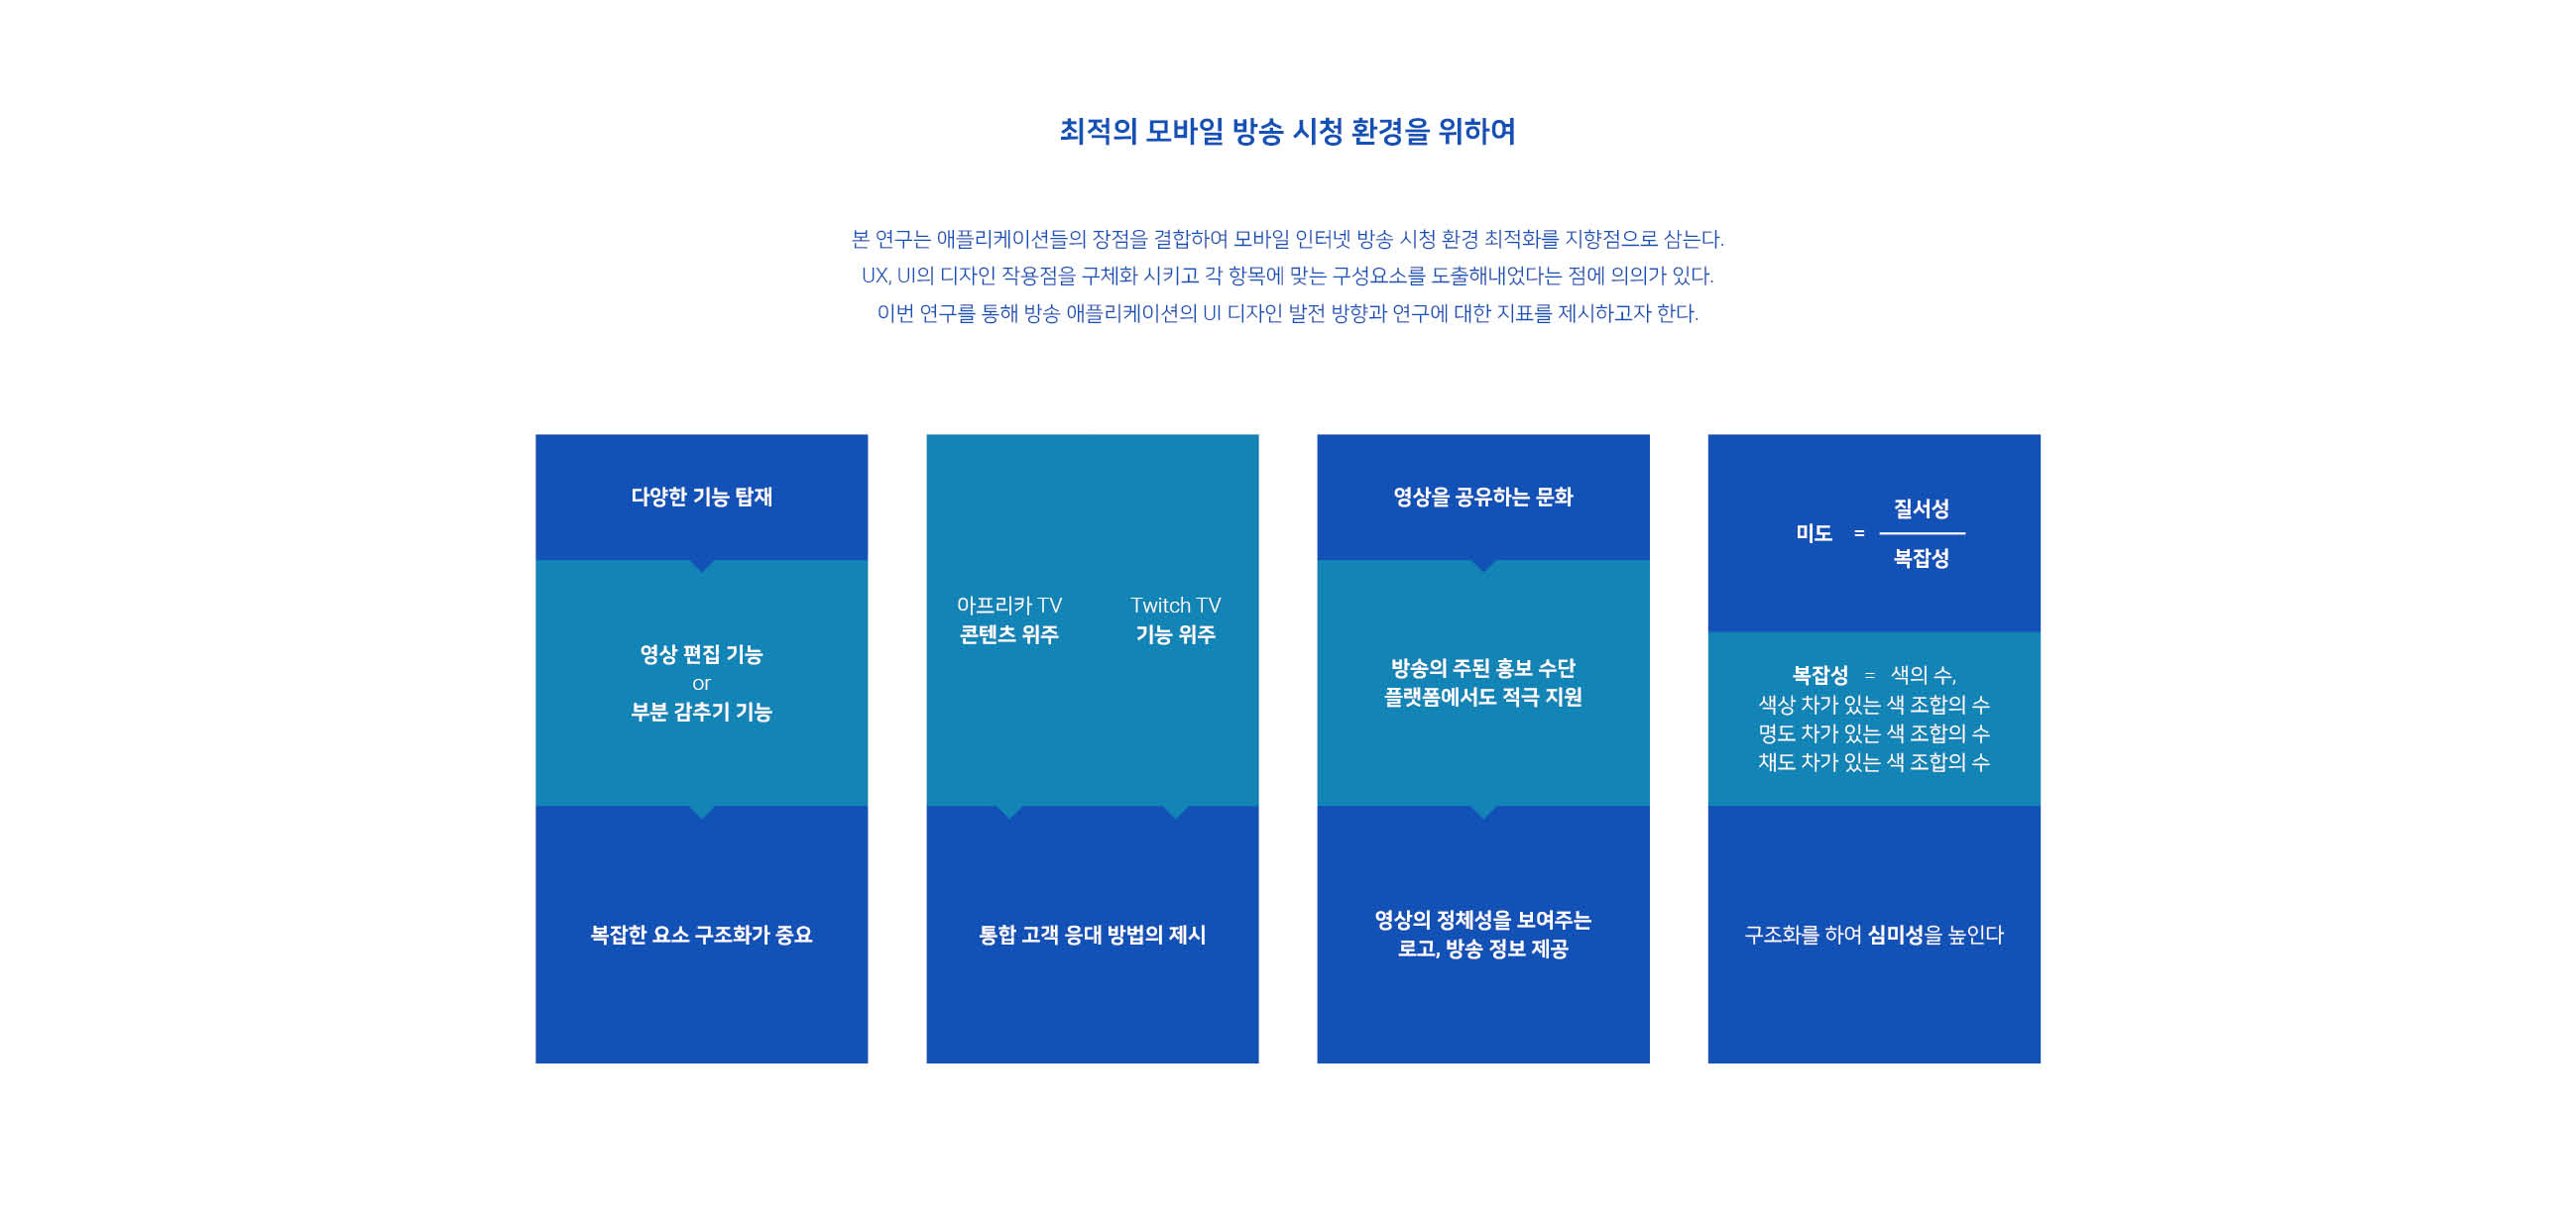 최적의 모바일 방송 시청 환경을 위하여
본 연구는 애플리케이션들의 장점을 결합하여 모바일 인터넷 방송 시청 환경 최적화를 지향점으로 삼는다.
UX, UI의 디자인 작용점을 구체화 시키고 각 항목에 맞는 구성요소를 도출해내었다는 점에 의의가 있다.
이번 연구를 통해 방송 애플리케이션의 UI 디자인 발전 방향과 연구에 대한 지표를 제시하고자 한다.
다양한 기능 탑재
영상 편집 기능
or
부분 감추기 기능
복잡한 요소 구조화가 중요
아프리카 TV
콘텐츠 위주
Twitch TV
기능 위주
통합 고객 응대 방법의 제시
영상을 공유하는 문화
방송의 주된 홍보 수단
플랫폼에서도 적극 지원
영상의 정체성을 보여주는
로고, 방송 정보 제공
질서성
미도 =
복잡성
복잡성 = 색의 수,
색상 차가 있는 색 조합의 수
명도 차가 있는 색 조합의 수
채도 차가 있는 색 조합의 수
구조화를 하여 심미성을 높인다